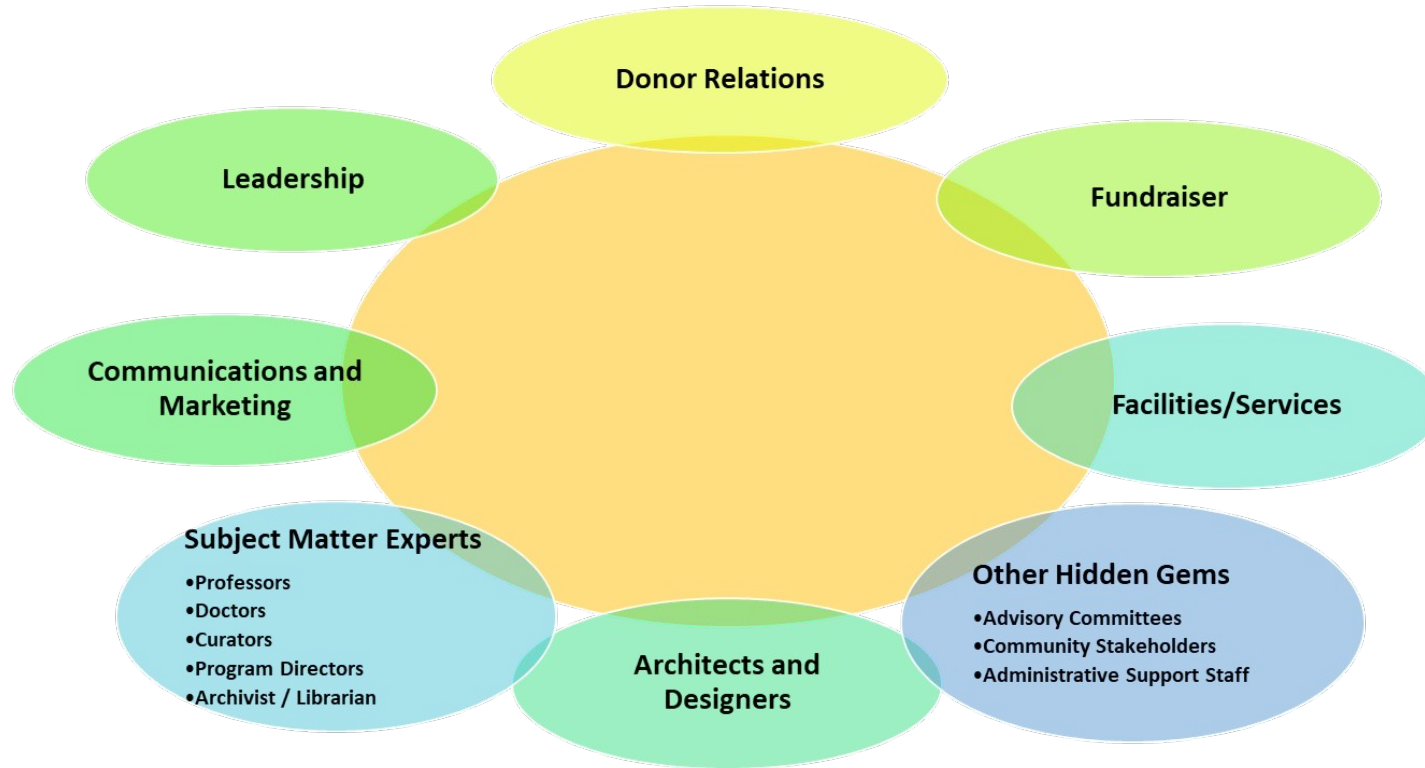 Donor Relations
Leadership
Fundraiser
Communications and
Marketing
Facilities/Services
Subject Matter Experts
•Professors
•Doctors
•Curators
•Program Directors
•Archivist / Librarian
Other Hidden Gems
•Advisory Committees
•Community Stakeholders
•Administrative Support Staff
Architects and
Designers